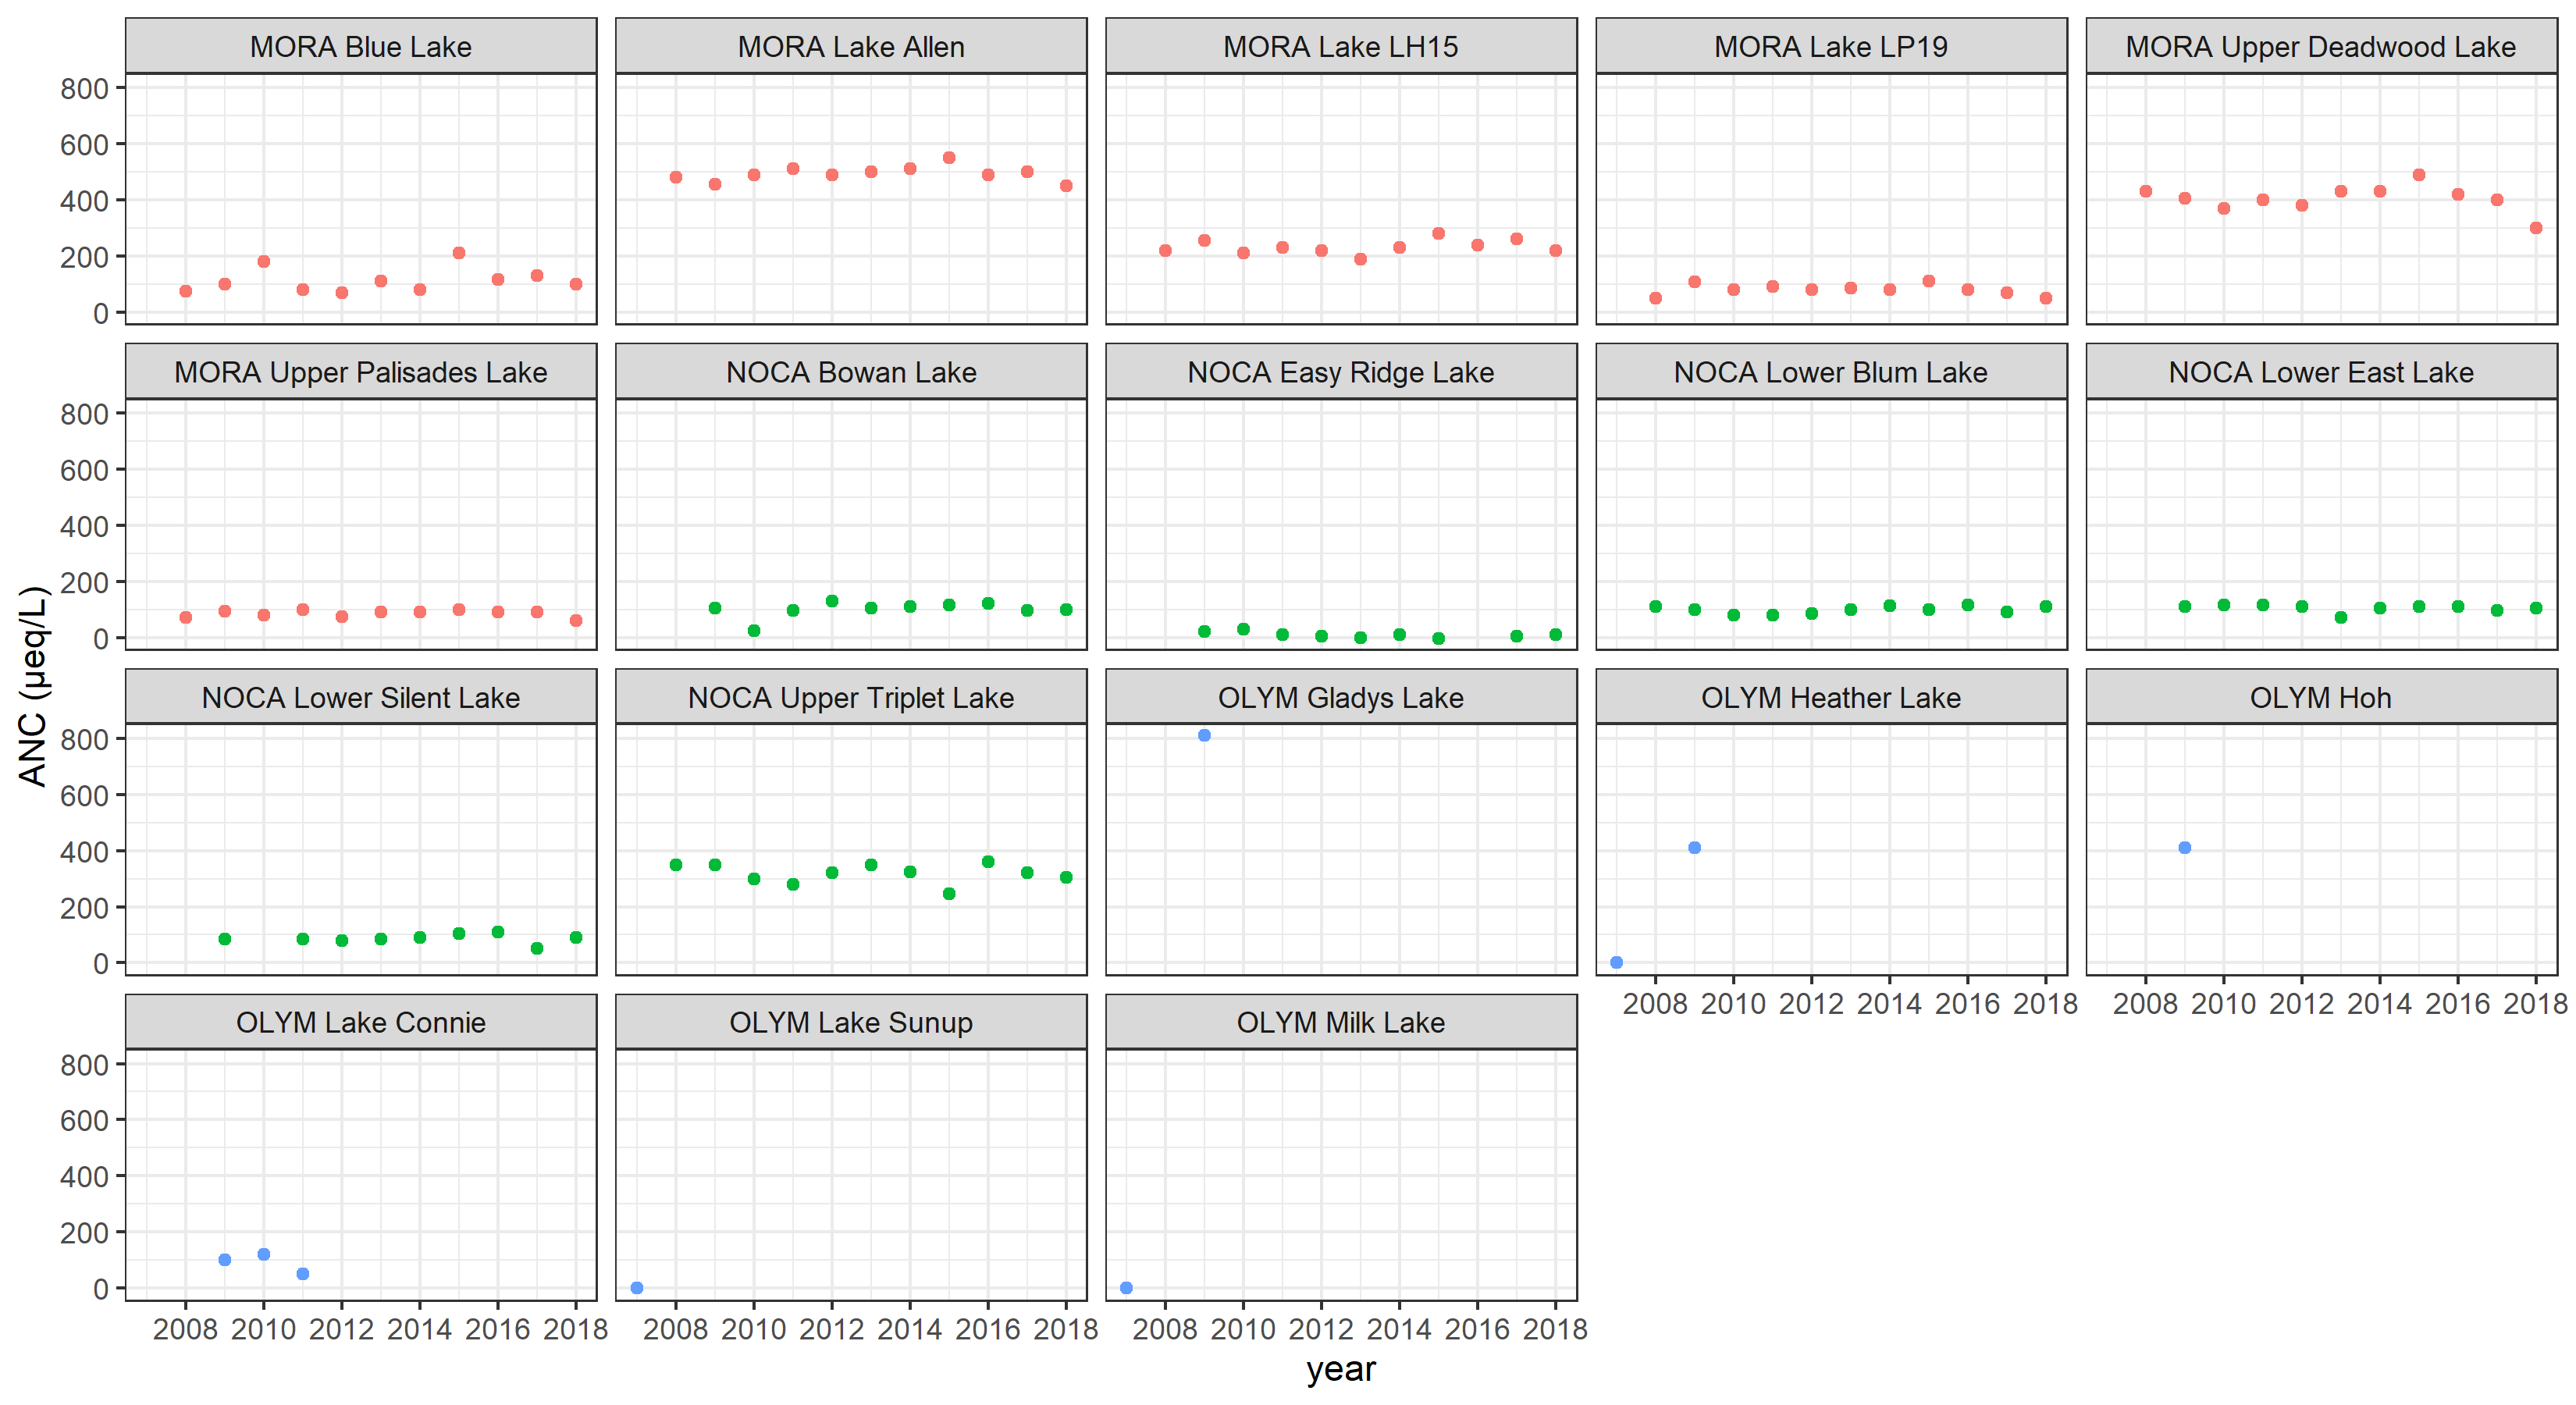 MORA Blue Lake
MORA Lake Allen
MORA Lake LH15
MORA Lake LP19
MORA Upper Deadwood Lake
800
600
400
200
0
MORA Upper Palisades Lake
NOCA Bowan Lake
NOCA Easy Ridge Lake
NOCA Lower Blum Lake
NOCA Lower East Lake
800
600
400
200
0
ANC (µeq/L)
NOCA Lower Silent Lake
NOCA Upper Triplet Lake
OLYM Gladys Lake
OLYM Heather Lake
OLYM Hoh
800
600
400
200
0
2008 2010 2012 2014 2016 2018
2008 2010 2012 2014 2016 2018
OLYM Lake Connie
OLYM Lake Sunup
OLYM Milk Lake
800
600
400
200
0
2008 2010 2012 2014 2016 2018
2008 2010 2012 2014 2016 2018
2008 2010 2012 2014 2016 2018
year